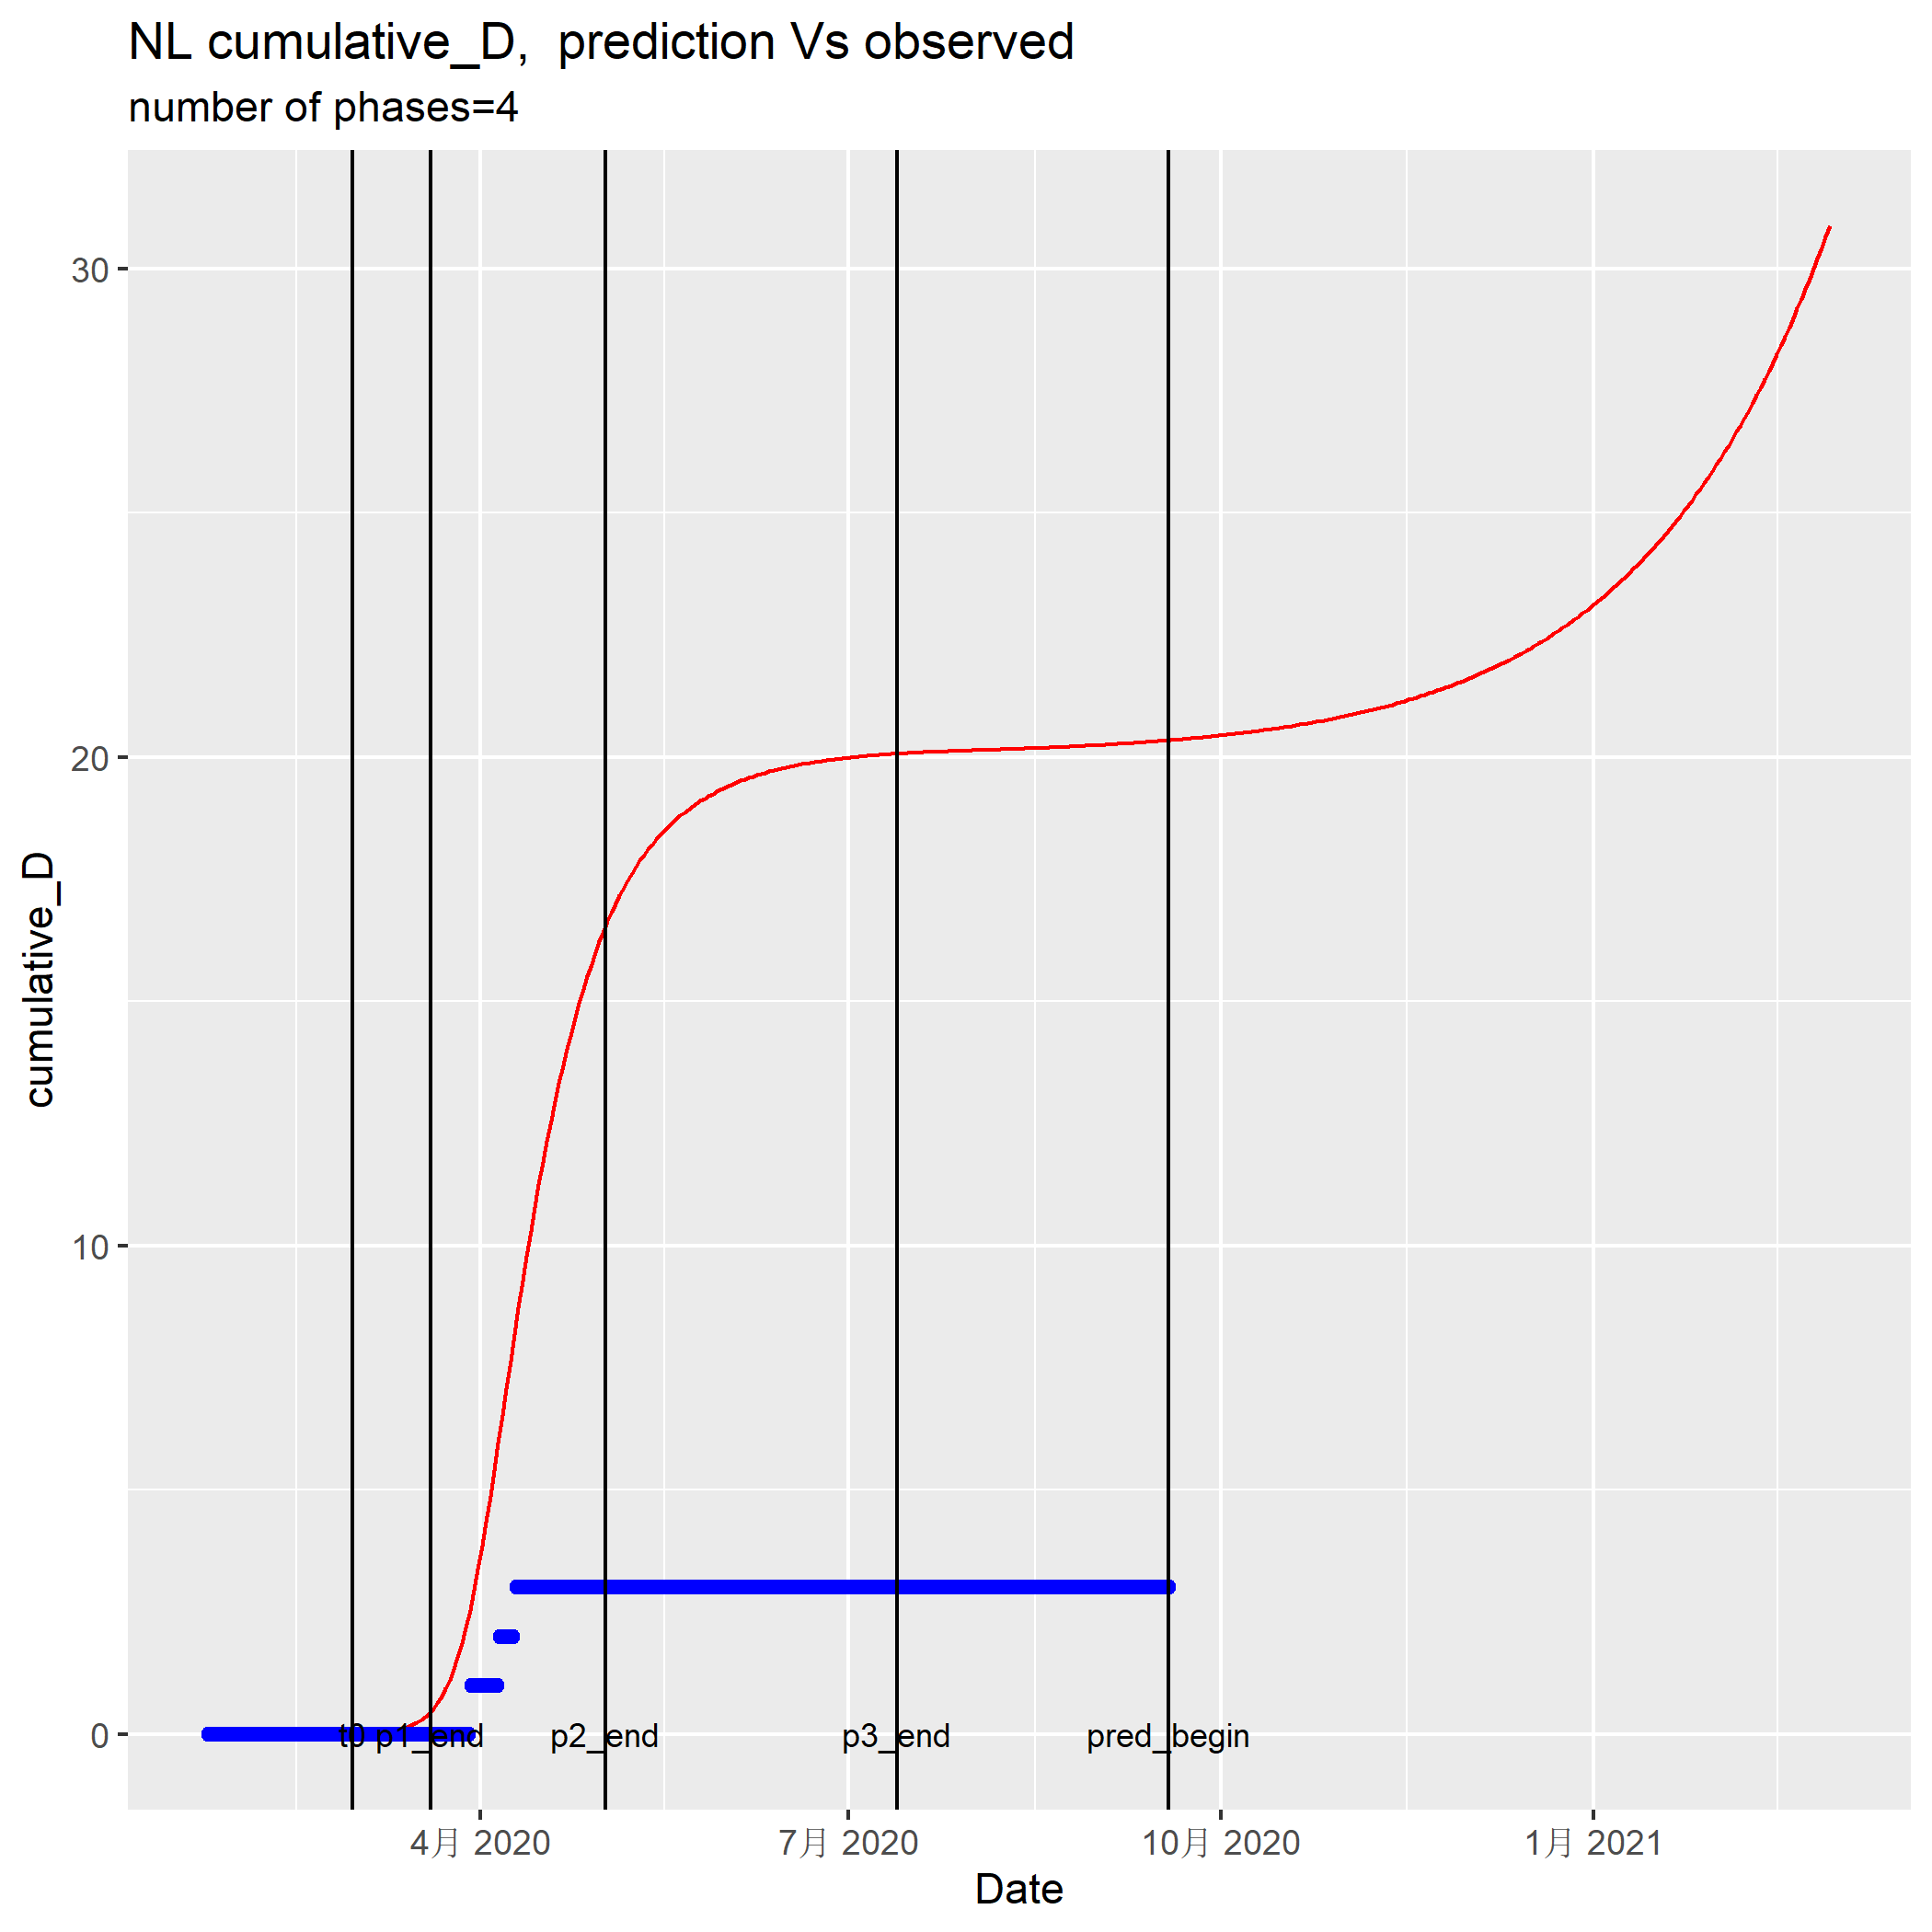 NL cumulative_D,  prediction Vs observed
number of phases=4
cumulative_D
30
20
10
0
t0 p1_end p2_end p3_end pred_begin
4月 2020 7月 2020 10月 2020 1月 2021
Date